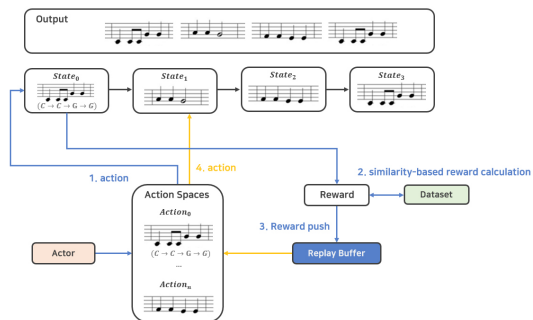 Output
State₀
State₁
State₂
State₃
(C → C → G → G)
4. action
1. action
2. similarity-based reward calculation
Action Spaces
Reward
Dataset
Action₀
3. Reward push
(C → C → G → G)
Actor
Replay Buffer
...
Actionₙ